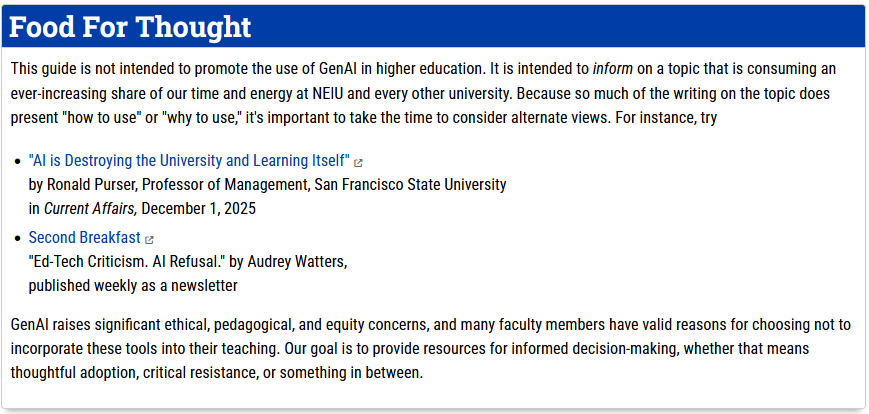 Food For Thought
This guide is not intended to promote the use of GenAI in higher education. It is intended to inform on a topic that is consuming an
ever-increasing share of our time and energy at NEIU and every other university. Because so much of the writing on the topic does
present "how to use" or "why to use," it's important to take the time to consider alternate views. For instance, try
• "AI is Destroying the University and Learning Itself"
by Ronald Purser, Professor of Management, San Francisco State University
in Current Affairs, December 1, 2025
• Second Breakfast
"Ed-Tech Criticism. AI Refusal." by Audrey Watters,
published weekly as a newsletter
GenAI raises significant ethical, pedagogical, and equity concerns, and many faculty members have valid reasons for choosing not to
incorporate these tools into their teaching. Our goal is to provide resources for informed decision-making, whether that means
thoughtful adoption, critical resistance, or something in between.